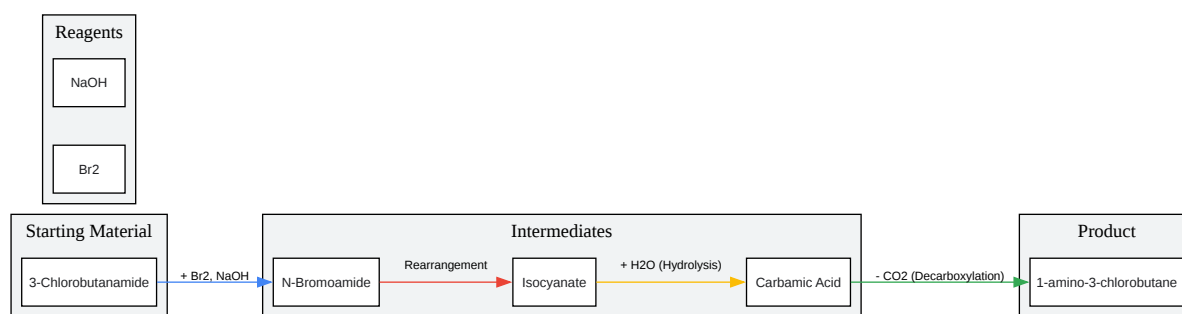 Reagents
NaOH
Br2
Starting Material
3-Chlorobutanamide
+ Br2, NaOH
Intermediates
N-Bromoamide
Rearrangement
Isocyanate
+ H2O (Hydrolysis)
Carbamic Acid
- CO2 (Decarboxylation)
Product
1-amino-3-chlorobutane